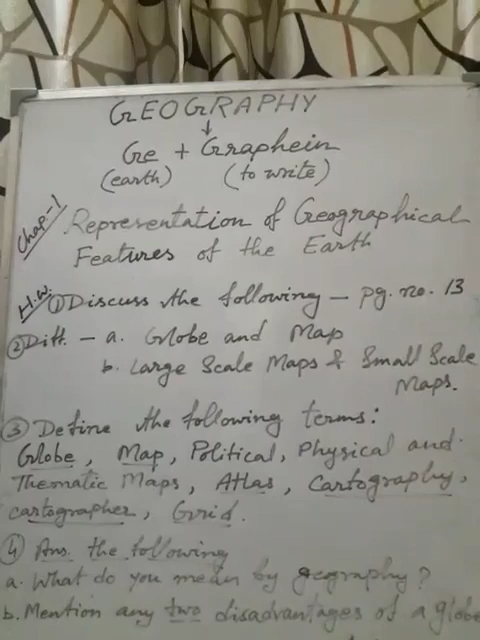 GEOGRAPHY
↓
Ge + Graphein
(earth) (to write)
Chap-1 Representation of Geographical
Features of the Earth
H.W. ① Discuss the following - pg. no. 13
② Diff. - a. Globe and Map
b. Large Scale Maps & Small Scale
Maps.
③ Define the following terms:
Globe, Map, Political, Physical and
Thematic Maps, Atlas, Cartography,
cartographer, Grid.
④ Ans. the following
a. What do you mean by geography?
b. Mention any two disadvantages of a globe